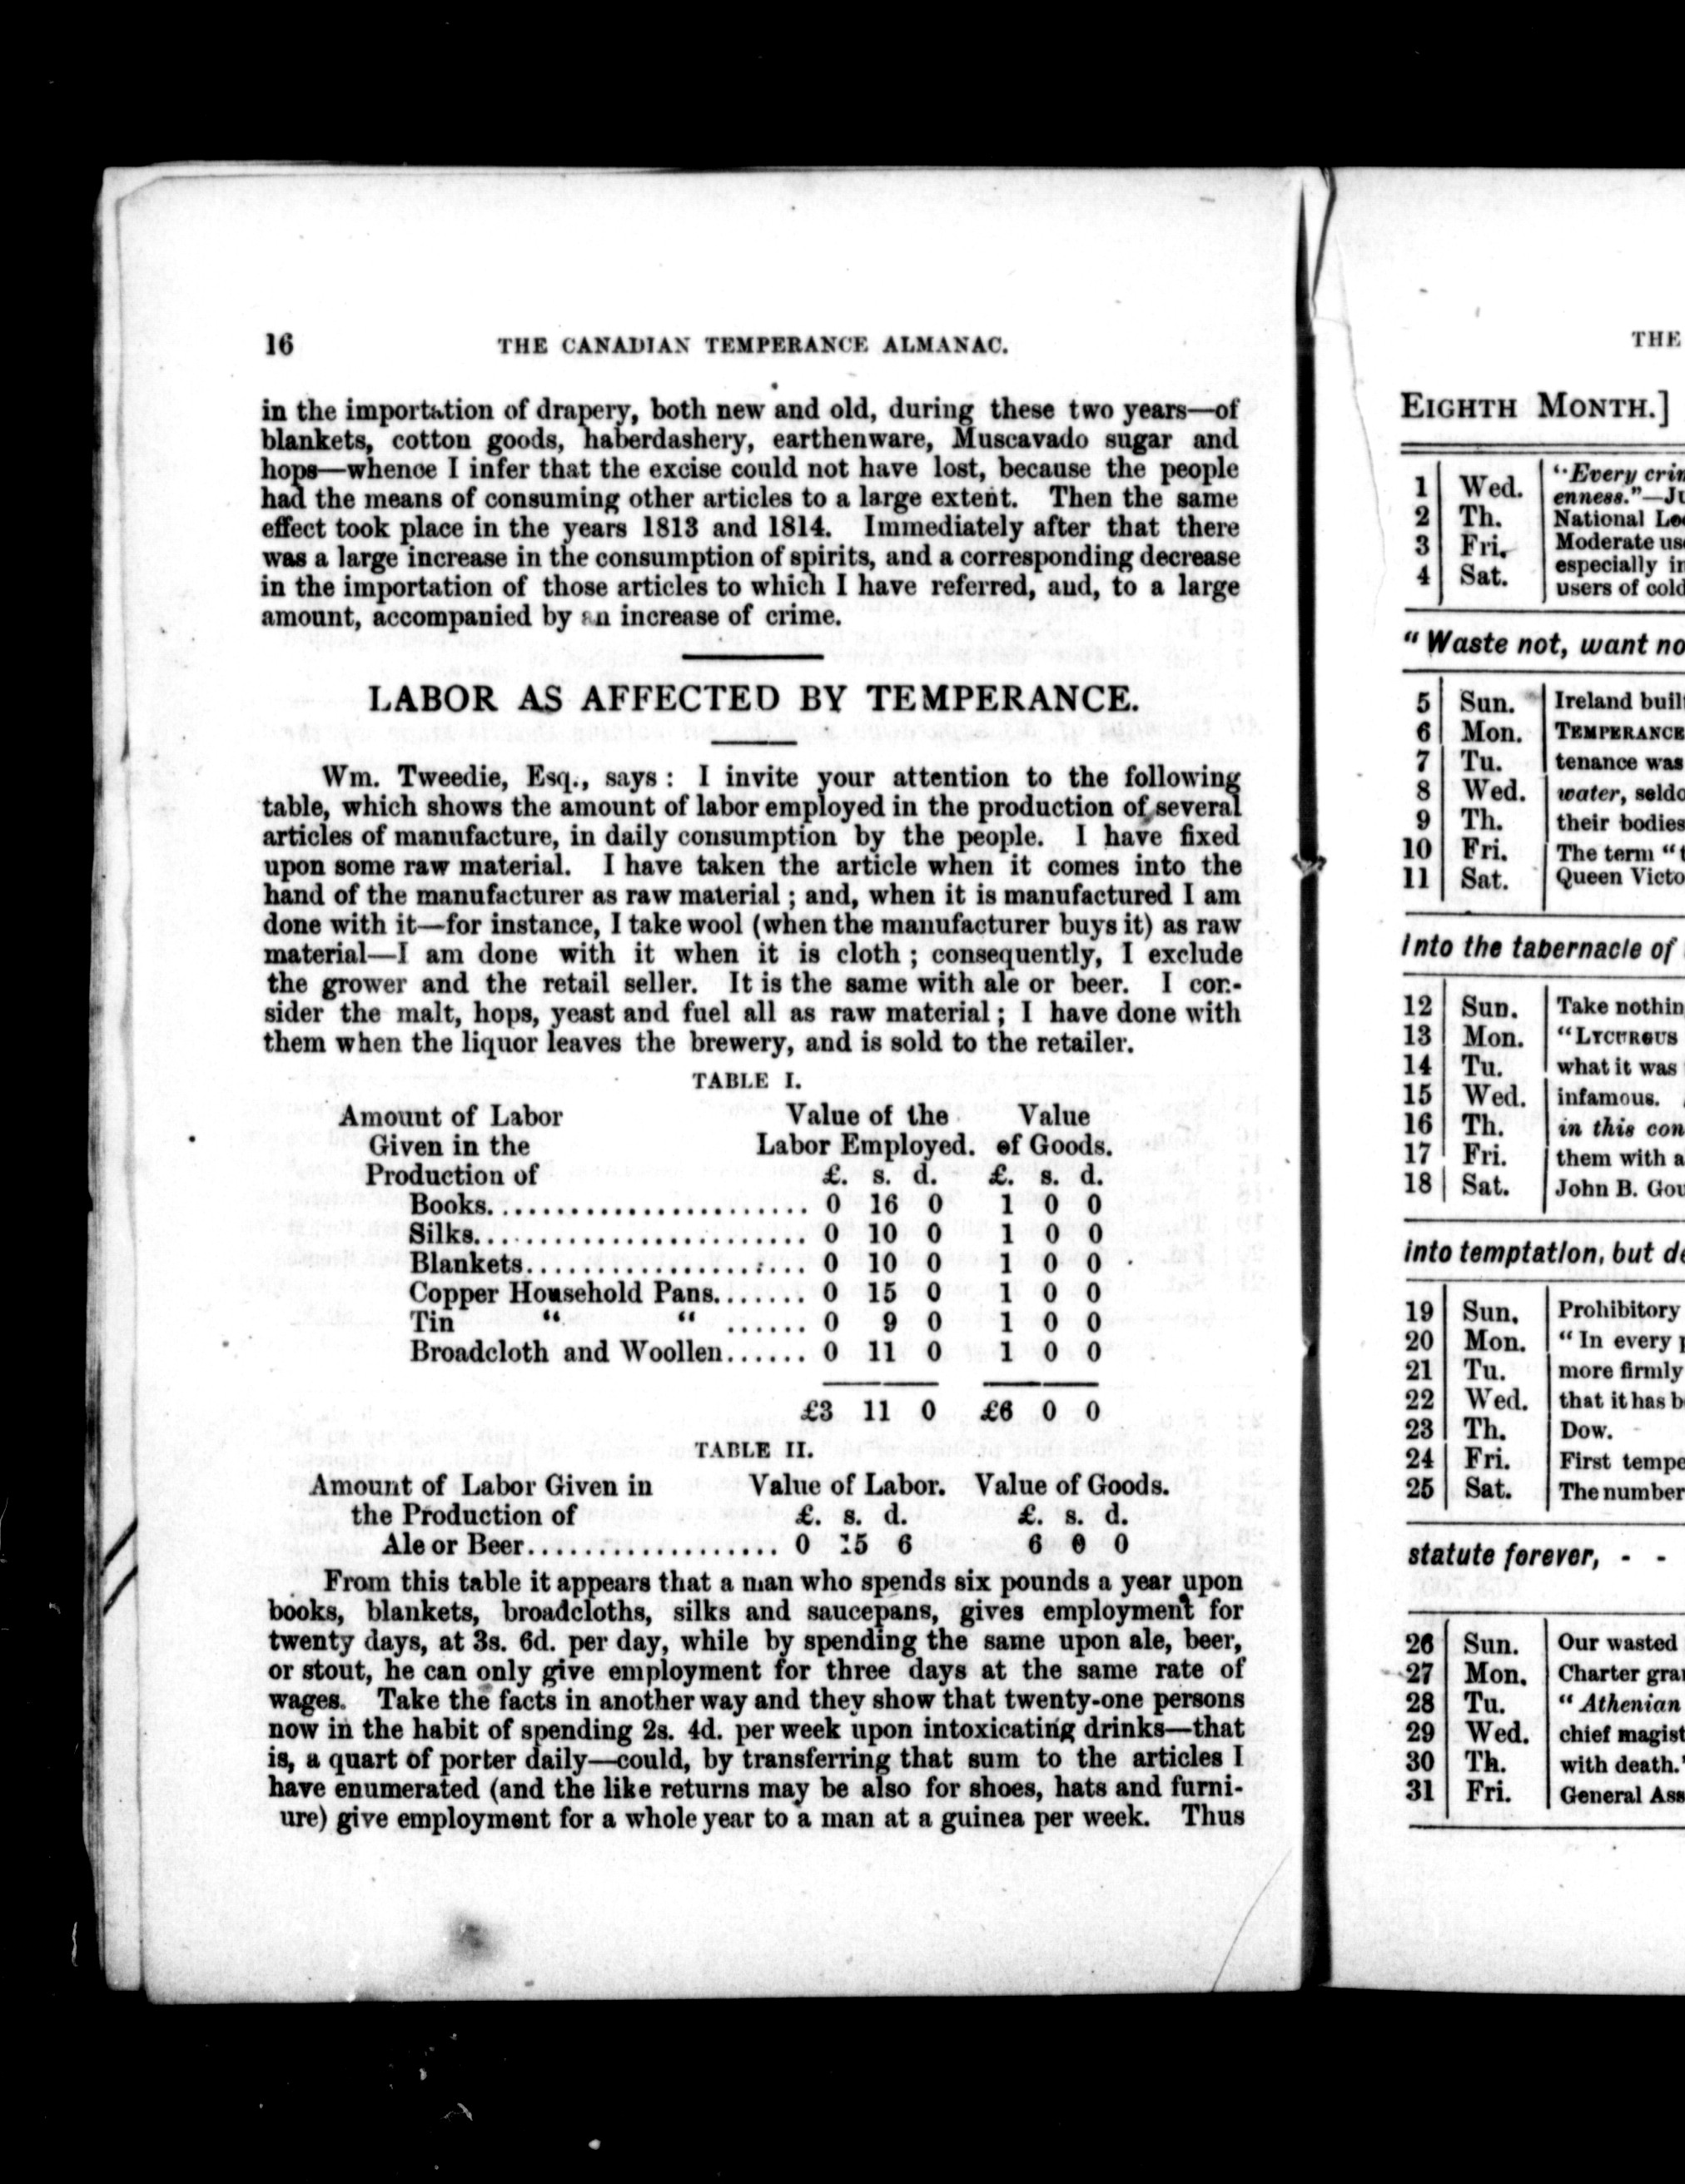 16 THE CANADIAN TEMPERANCE ALMANAC.
in the importation of drapery, both new and old, during these two years—of
blankets, cotton goods, haberdashery, earthenware, Muscavado sugar and
hops—whence I infer that the excise could not have lost, because the people
had the means of consuming other articles to a large extent. Then the same
effect took place in the years 1813 and 1814. Immediately after that there
was a large increase in the consumption of spirits, and a corresponding decrease
in the importation of those articles to which I have referred, and, to a large
amount, accompanied by an increase of crime.
LABOR AS AFFECTED BY TEMPERANCE.
Wm. Tweedie, Esq., says : I invite your attention to the following
table, which shows the amount of labor employed in the production of several
articles of manufacture, in daily consumption by the people. I have fixed
upon some raw material. I have taken the article when it comes into the
hand of the manufacturer as raw material ; and, when it is manufactured I am
done with it—for instance, I take wool (when the manufacturer buys it) as raw
material—I am done with it when it is cloth ; consequently, I exclude
the grower and the retail seller. It is the same with ale or beer. I con-
sider the malt, hops, yeast and fuel all as raw material ; I have done with
them when the liquor leaves the brewery, and is sold to the retailer.
TABLE I.
Amount of Labor Value of the Value
Given in the Labor Employed. of Goods.
Production of £. s. d. £. s. d.
Books........................ 0 16 0 1 0 0
Silks........................ 0 10 0 1 0 0
Blankets.................... 0 10 0 1 0 0
Copper Household Pans....... 0 15 0 1 0 0
Tin " " ...... 0 9 0 1 0 0
Broadcloth and Woollen...... 0 11 0 1 0 0
£3 11 0 £6 0 0
TABLE II.
Amount of Labor Given in Value of Labor. Value of Goods.
the Production of £. s. d. £. s. d.
Ale or Beer.................. 0 15 6 6 0 0
From this table it appears that a man who spends six pounds a year upon
books, blankets, broadcloths, silks and saucepans, gives employment for
twenty days, at 3s. 6d. per day, while by spending the same upon ale, beer,
or stout, he can only give employment for three days at the same rate of
wages. Take the facts in another way and they show that twenty-one persons
now in the habit of spending 2s. 4d. per week upon intoxicating drinks—that
is, a quart of porter daily—could, by transferring that sum to the articles I
have enumerated (and the like returns may be also for shoes, hats and furni-
ure) give employment for a whole year to a man at a guinea per week. Thus
THE
EIGHTH MONTH.]
1 Wed. "Every
enness."—
2 Th. National
3 Fri. Moderate
4 Sat. especially
users of
"Waste not, want
5 Sun. Ireland
6 Mon. TEMPERANCE
7 Tu. tenance was
8 Wed. water,
9 Th. their bodies
10 Fri. The term "
11 Sat. Queen
Into the tabernacle of
12 Sun. Take
13 Mon. "LYCURGUS
14 Tu. what it was
15 Wed. infamous.
16 Th. in this
17 Fri. them with a
18 Sat. John B.
into temptation, but
19 Sun. Prohibitory
20 Mon. "In every
21 Tu. more firmly
22 Wed. that it has
23 Th. Dow.
24 Fri. First
25 Sat. The number
statute forever, - -
26 Sun. Our wasted
27 Mon. Charter
28 Tu. "Athenian
29 Wed. chief
30 Th. with death."
31 Fri. General